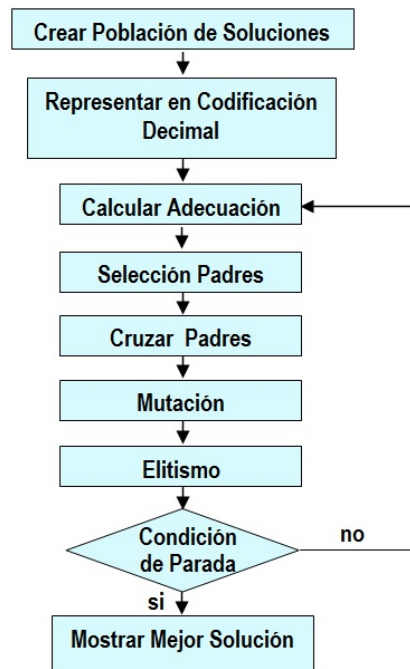 Crear Población de Soluciones
Representar en Codificación
Decimal
Calcular Adecuación
Selección Padres
Cruzar Padres
Mutación
Elitismo
Condición
de Parada
no
si
Mostrar Mejor Solución